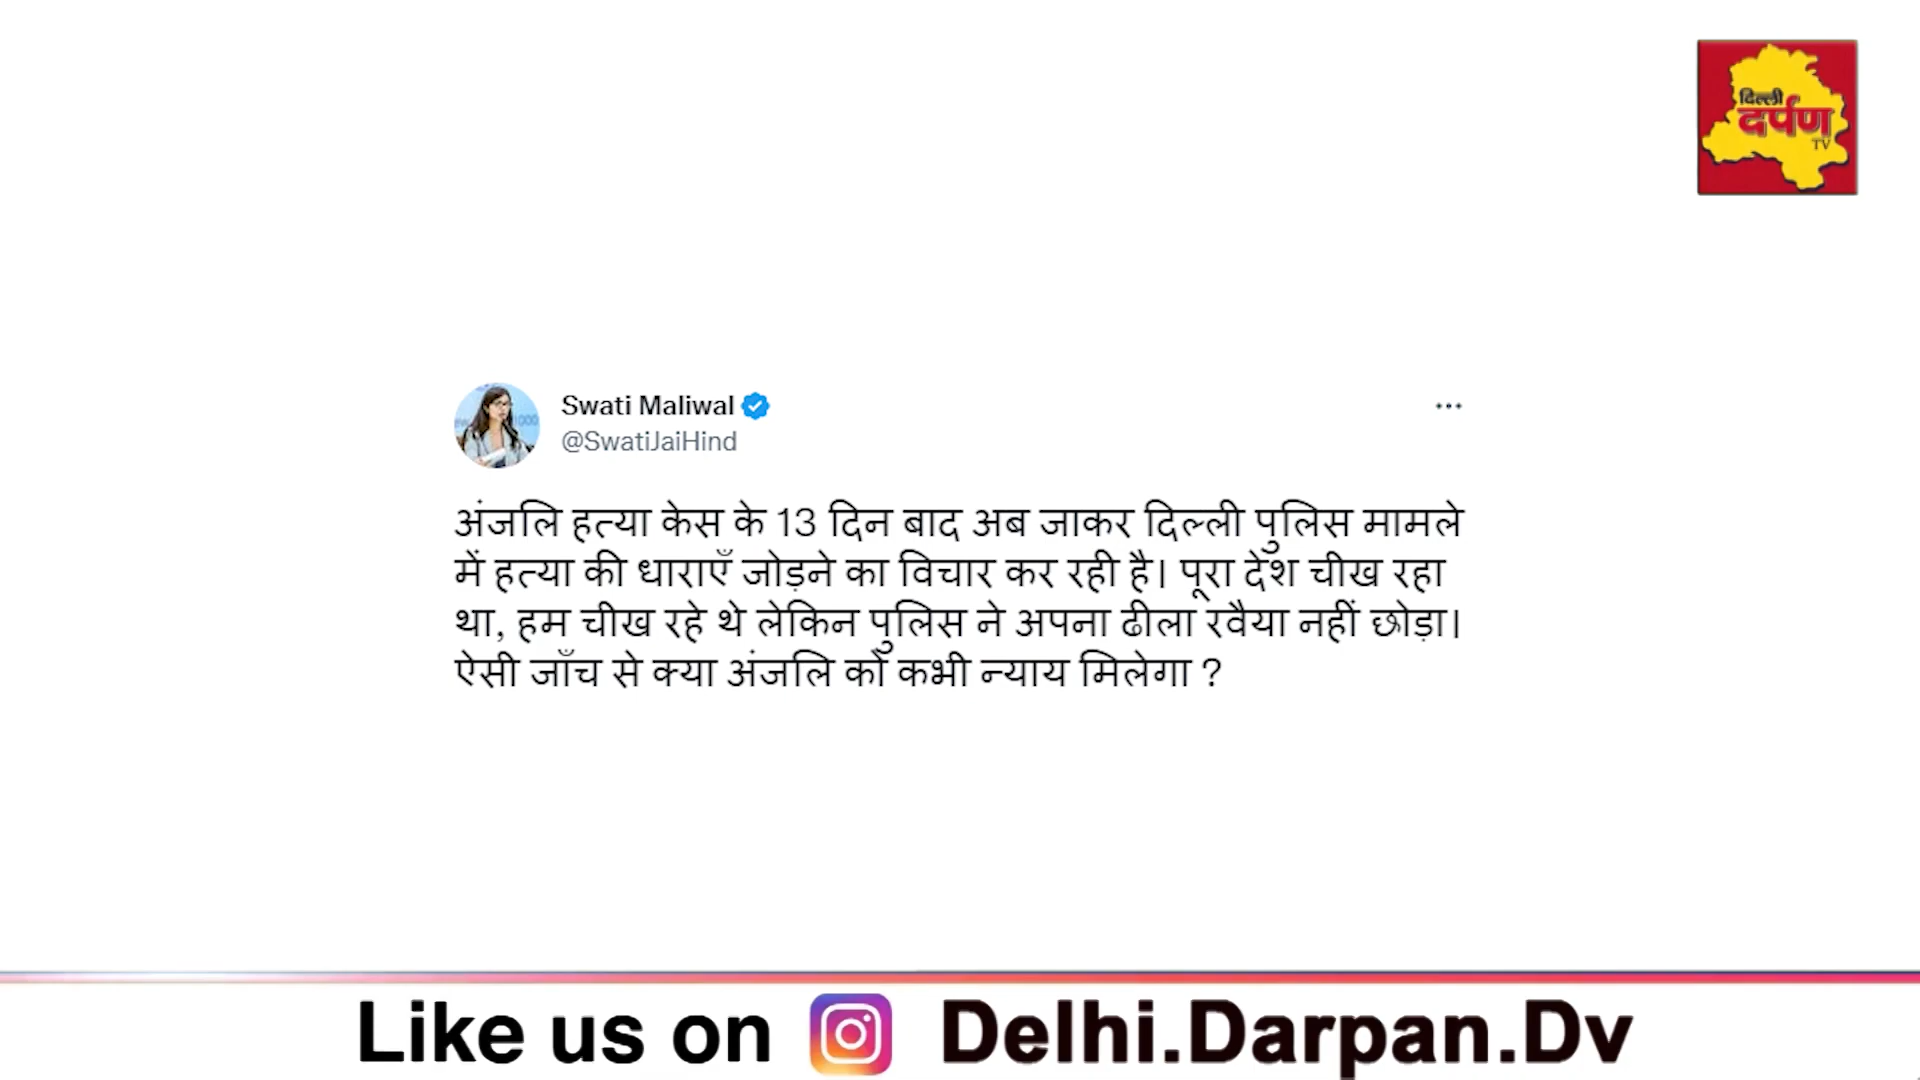 दिल्ली
दर्पण
TV
Swati Maliwal
@SwatiJaiHind
अंजलि हत्या केस के 13 दिन बाद अब जाकर दिल्ली पुलिस मामले
में हत्या की धाराएँ जोड़ने का विचार कर रही है। पूरा देश चीख रहा
था, हम चीख रहे थे लेकिन पुलिस ने अपना ढीला रवैया नहीं छोड़ा।
ऐसी जाँच से क्या अंजलि को कभी न्याय मिलेगा ?
Like us on Delhi.Darpan.Dv